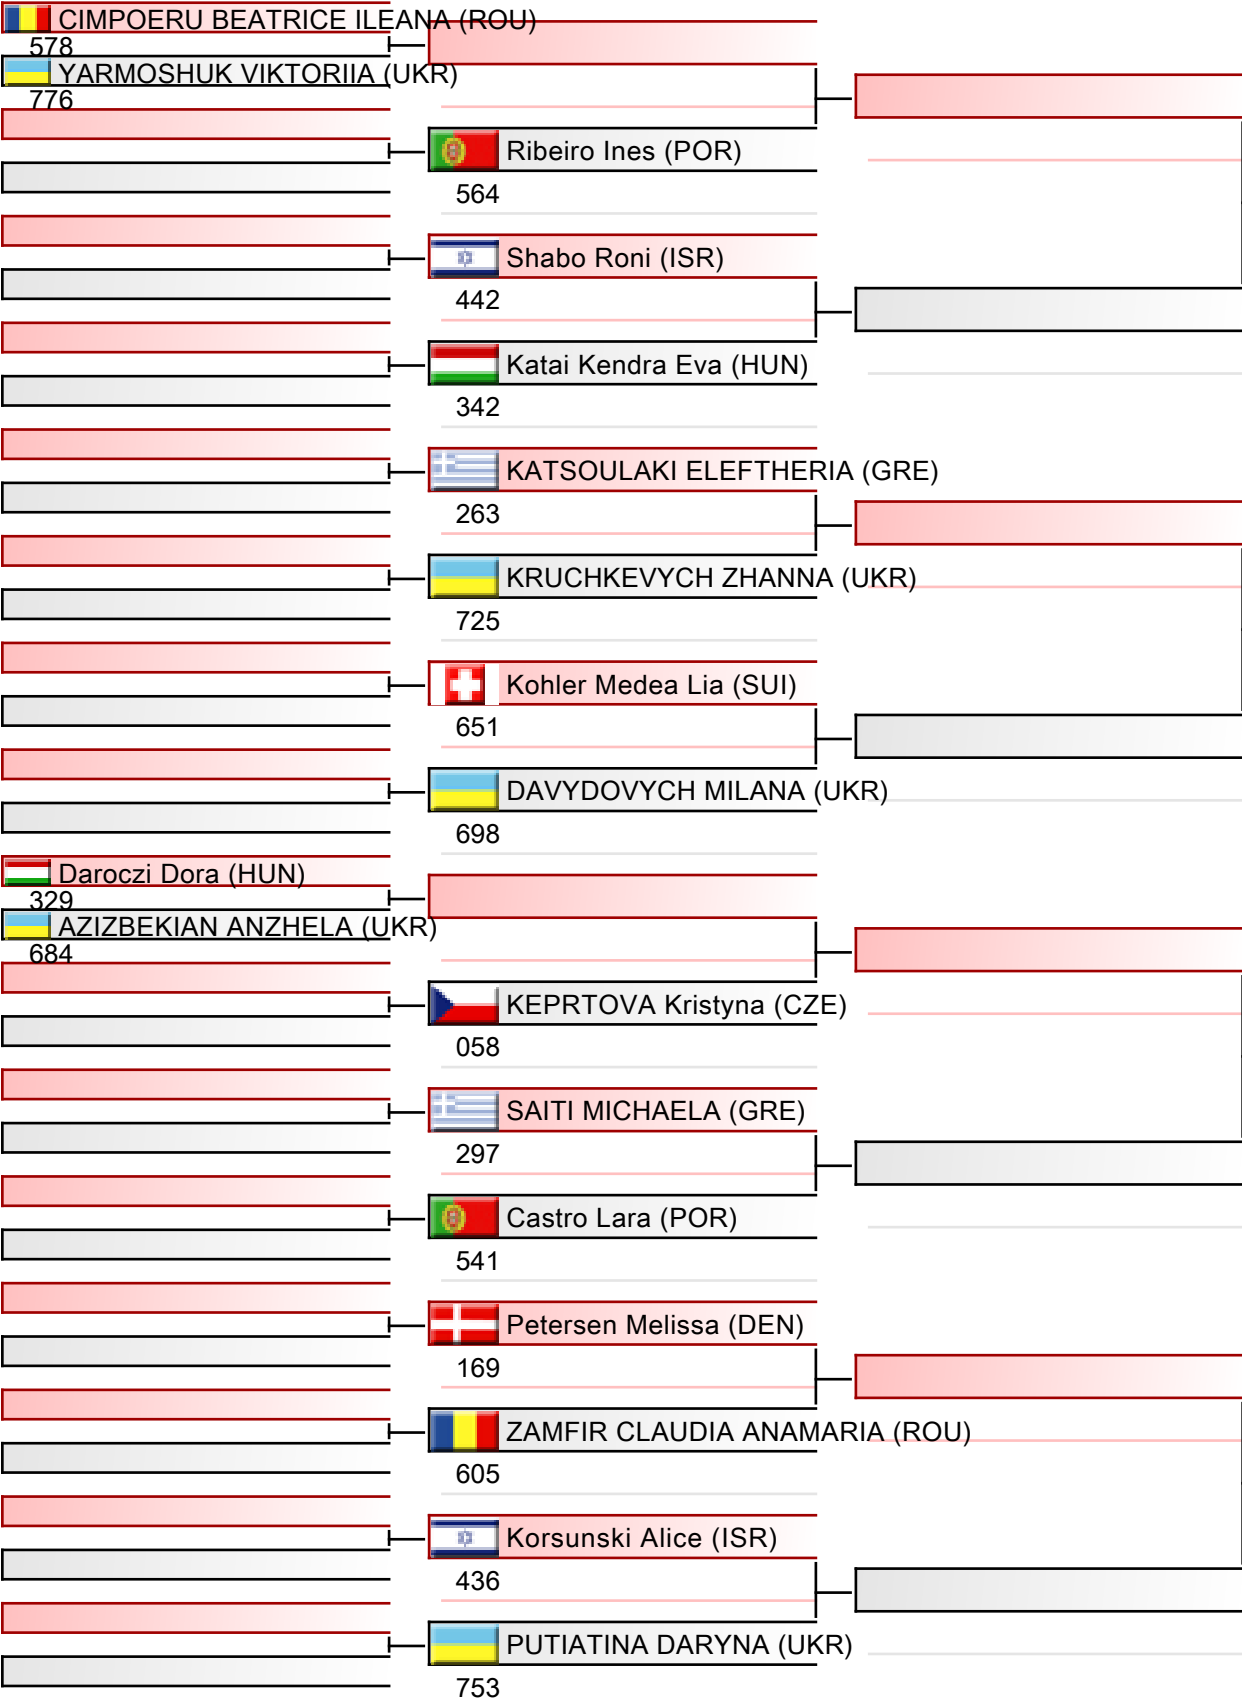 CIMPOERU BEATRICE ILEANA (ROU)
578
YARMOSHUK VIKTORIIA (UKR)
776
Ribeiro Ines (POR)
564
Shabo Roni (ISR)
442
Katai Kendra Eva (HUN)
342
KATSOULAKI ELEFTHERIA (GRE)
263
KRUCHKEVYCH ZHANNA (UKR)
725
Kohler Medea Lia (SUI)
651
DAVYDOVYCH MILANA (UKR)
698
Daroczi Dora (HUN)
329
AZIZBEKIAN ANZHELA (UKR)
684
KEPRTOVA Kristyna (CZE)
058
SAITI MICHAELA (GRE)
297
Castro Lara (POR)
541
Petersen Melissa (DEN)
169
ZAMFIR CLAUDIA ANAMARIA (ROU)
605
Korsunski Alice (ISR)
436
PUTIATINA DARYNA (UKR)
753